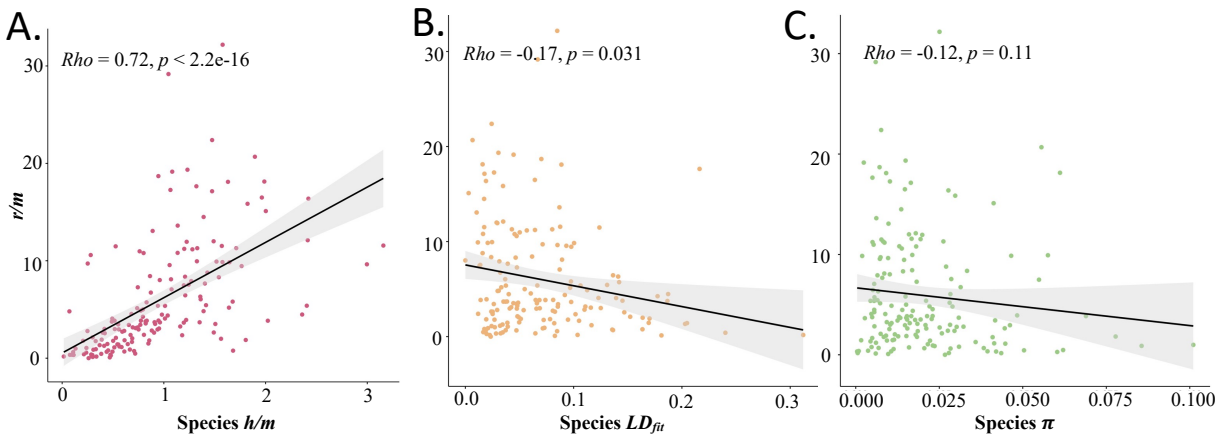 A.
Rho = 0.72, p < 2.2e-16
r/m
30
20
10
0
0
1
2
3
Species h/m
B.
Rho = -0.17, p = 0.031
30
20
10
0
0.0
0.1
0.2
0.3
Species LDfit
C.
Rho = -0.12, p = 0.11
30
20
10
0
0.000
0.025
0.050
0.075
0.100
Species π